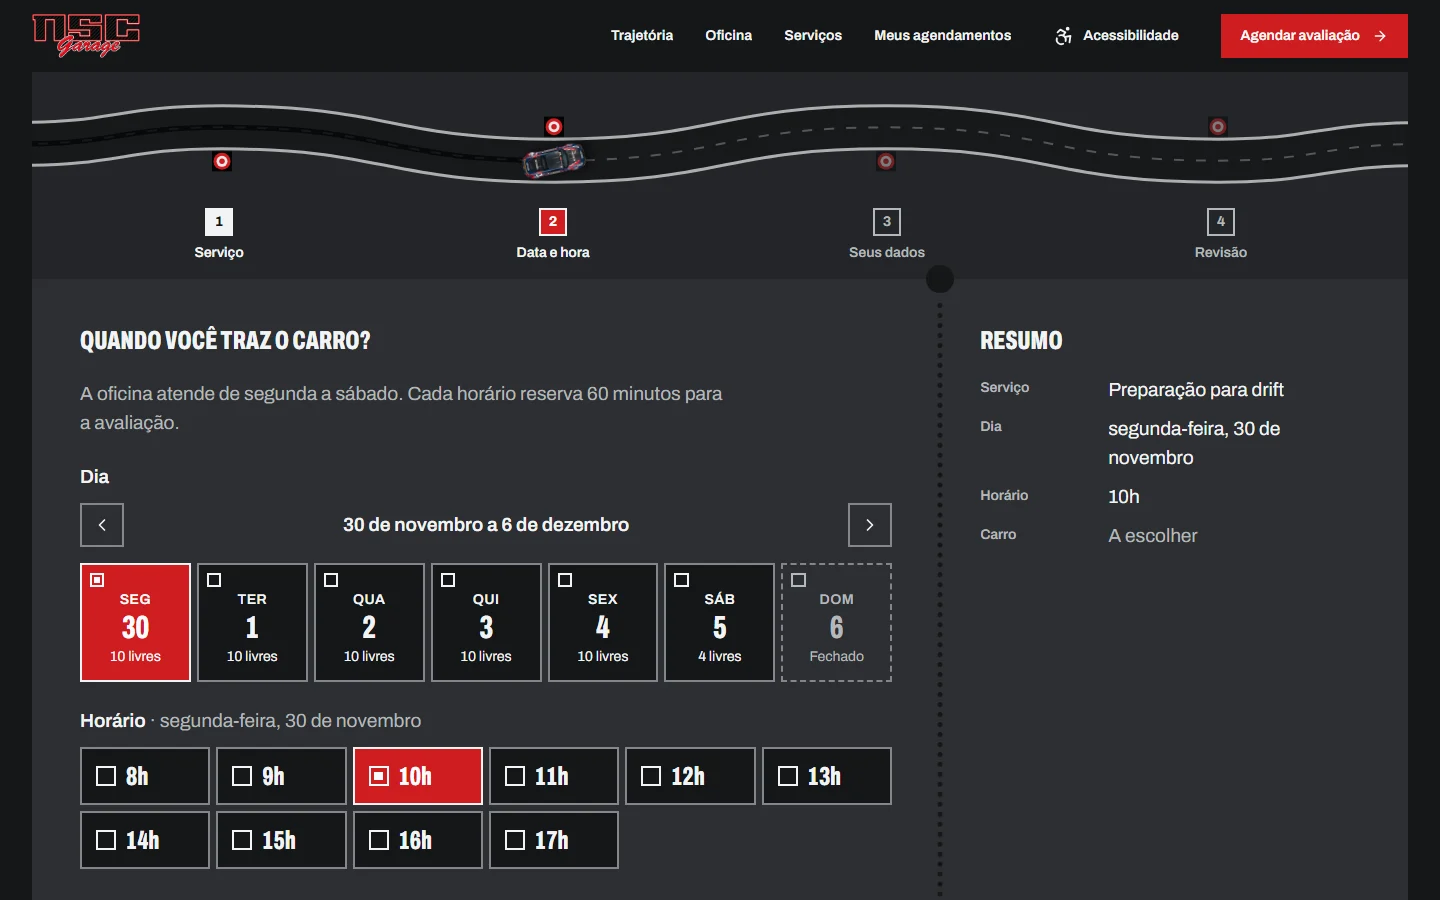 NSC
Garage
Trajetória
Oficina
Serviços
Meus agendamentos
Acessibilidade
Agendar avaliação
1
Serviço
2
Data e hora
3
Seus dados
4
Revisão
QUANDO VOCÊ TRAZ O CARRO?
A oficina atende de segunda a sábado. Cada horário reserva 60 minutos para
a avaliação.
Dia
30 de novembro a 6 de dezembro
SEG
30
10 livres
TER
1
10 livres
QUA
2
10 livres
QUI
3
10 livres
SEX
4
10 livres
SÁB
5
4 livres
DOM
6
Fechado
Horário · segunda-feira, 30 de novembro
8h
9h
10h
11h
12h
13h
14h
15h
16h
17h
RESUMO
Serviço
Preparação para drift
Dia
segunda-feira, 30 de
novembro
Horário
10h
Carro
A escolher